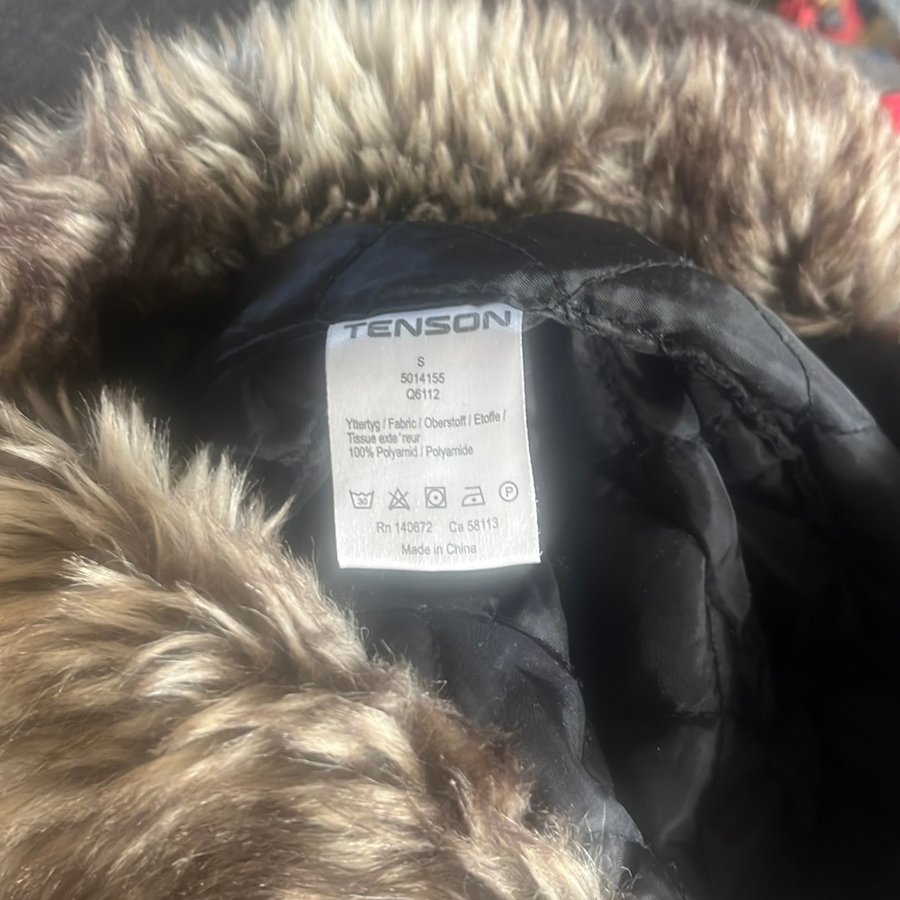 TENSON
S
5014155
Q6112
Yttertyg / Fabric / Oberstoff / Etoffe /
Tissue exte´reur
100% Polyamid / Polyamide
30 P
Rn 140672 Ca 58113
Made in China